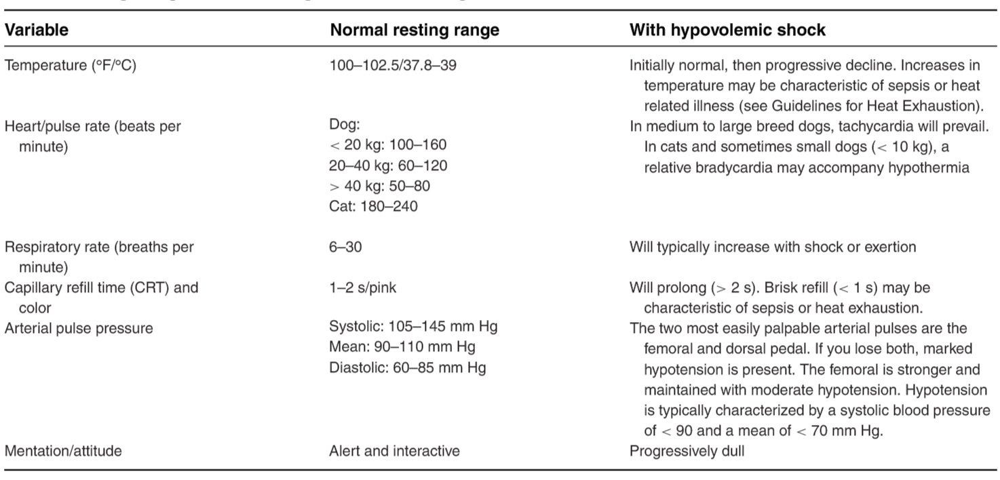 Variable Normal resting range With hypovolemic shock
Temperature (°F/°C) 100–102.5/37.8–39 Initially normal, then progressive decline. Increases in
temperature may be characteristic of sepsis or heat
related illness (see Guidelines for Heat Exhaustion).
Heart/pulse rate (beats per
minute)
Dog:
< 20 kg: 100–160
20–40 kg: 60–120
> 40 kg: 50–80
Cat: 180–240
In medium to large breed dogs, tachycardia will prevail.
In cats and sometimes small dogs (< 10 kg), a
relative bradycardia may accompany hypothermia
Respiratory rate (breaths per
minute)
6–30
Will typically increase with shock or exertion
Capillary refill time (CRT) and
color
1–2 s/pink
Will prolong (> 2 s). Brisk refill (< 1 s) may be
characteristic of sepsis or heat exhaustion.
Arterial pulse pressure
Systolic: 105–145 mm Hg
Mean: 90–110 mm Hg
Diastolic: 60–85 mm Hg
The two most easily palpable arterial pulses are the
femoral and dorsal pedal. If you lose both, marked
hypotension is present. The femoral is stronger and
maintained with moderate hypotension. Hypotension
is typically characterized by a systolic blood pressure
of < 90 and a mean of < 70 mm Hg.
Mentation/attitude Alert and interactive Progressively dull